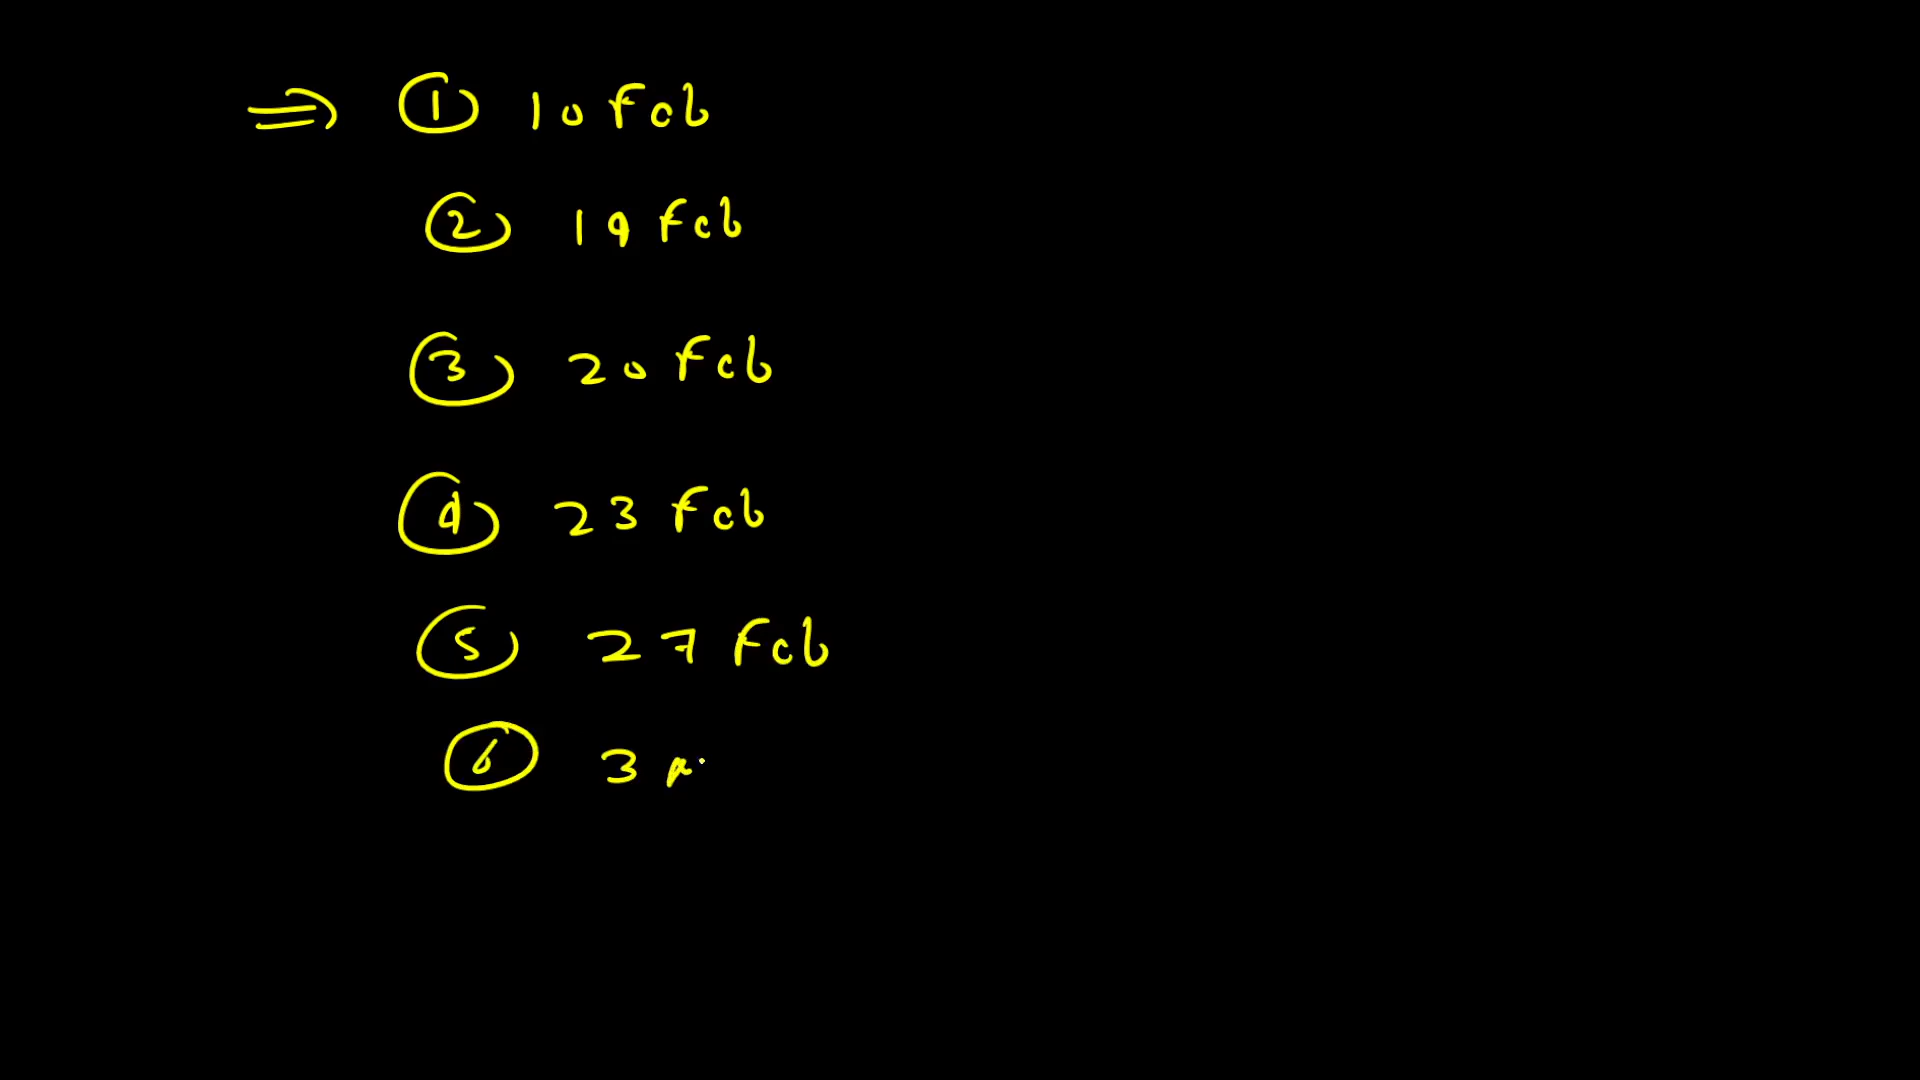 ⇒ ① 10 Feb
② 19 Feb
③ 20 Feb
④ 23 Feb
⑤ 27 Feb
⑥ 3